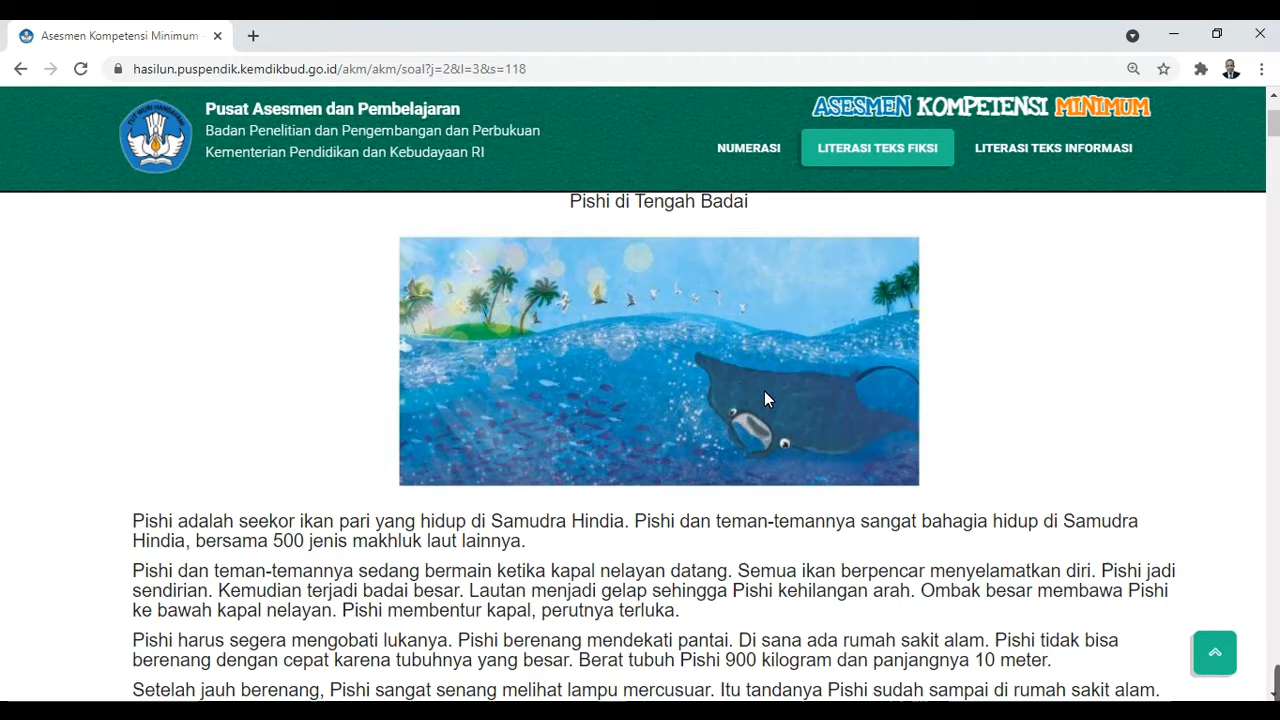 Asesmen Kompetensi Minimum
hasilun.puspendik.kemdikbud.go.id/akm/akm/soal?j=2&l=3&s=118
Pusat Asesmen dan Pembelajaran
Badan Penelitian dan Pengembangan dan Perbukuan
Kementerian Pendidikan dan Kebudayaan RI
ASESMEN KOMPETENSI MINIMUM
NUMERASI
LITERASI TEKS FIKSI
LITERASI TEKS INFORMASI
Pishi di Tengah Badai
Pishi adalah seekor ikan pari yang hidup di Samudra Hindia. Pishi dan teman-temannya sangat bahagia hidup di Samudra
Hindia, bersama 500 jenis makhluk laut lainnya.
Pishi dan teman-temannya sedang bermain ketika kapal nelayan datang. Semua ikan berpencar menyelamatkan diri. Pishi jadi
sendirian. Kemudian terjadi badai besar. Lautan menjadi gelap sehingga Pishi kehilangan arah. Ombak besar membawa Pishi
ke bawah kapal nelayan. Pishi membentur kapal, perutnya terluka.
Pishi harus segera mengobati lukanya. Pishi berenang mendekati pantai. Di sana ada rumah sakit alam. Pishi tidak bisa
berenang dengan cepat karena tubuhnya yang besar. Berat tubuh Pishi 900 kilogram dan panjangnya 10 meter.
Setelah jauh berenang, Pishi sangat senang melihat lampu mercusuar. Itu tandanya Pishi sudah sampai di rumah sakit alam.